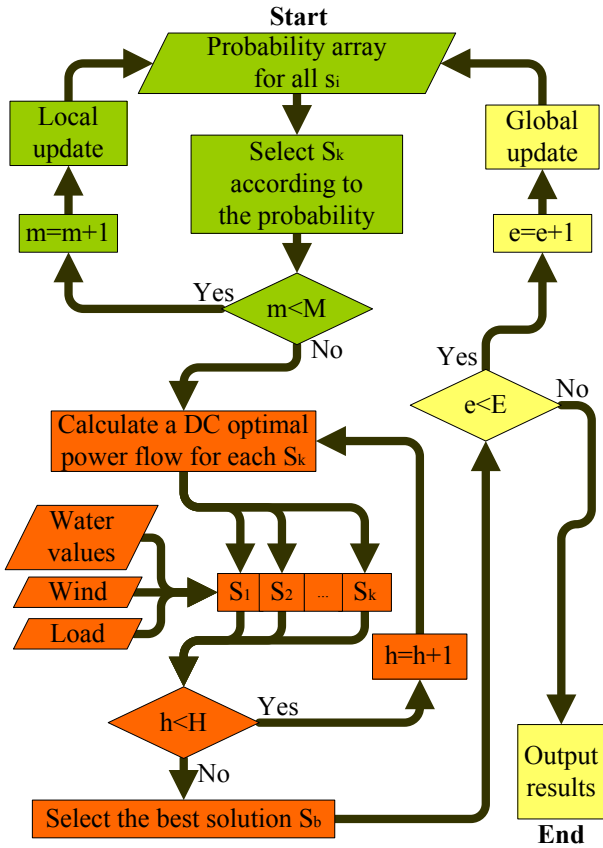 Start
Probability array
for all si
Local
update
Global
update
Select Sk
according to
the probability
m=m+1
e=e+1
Yes
m<M
No
Yes
No
e<E
Calculate a DC optimal
power flow for each Sk
Water
values
Wind
Load
S1 S2 ... Sk
h=h+1
h<H
Yes
No
Output
results
Select the best solution Sb
End